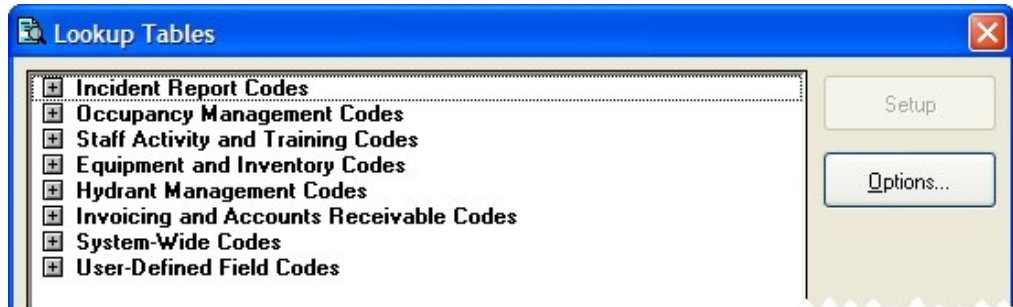 Lookup Tables
Incident Report Codes
Occupancy Management Codes
Staff Activity and Training Codes
Equipment and Inventory Codes
Hydrant Management Codes
Invoicing and Accounts Receivable Codes
System-Wide Codes
User-Defined Field Codes
Setup
Options...